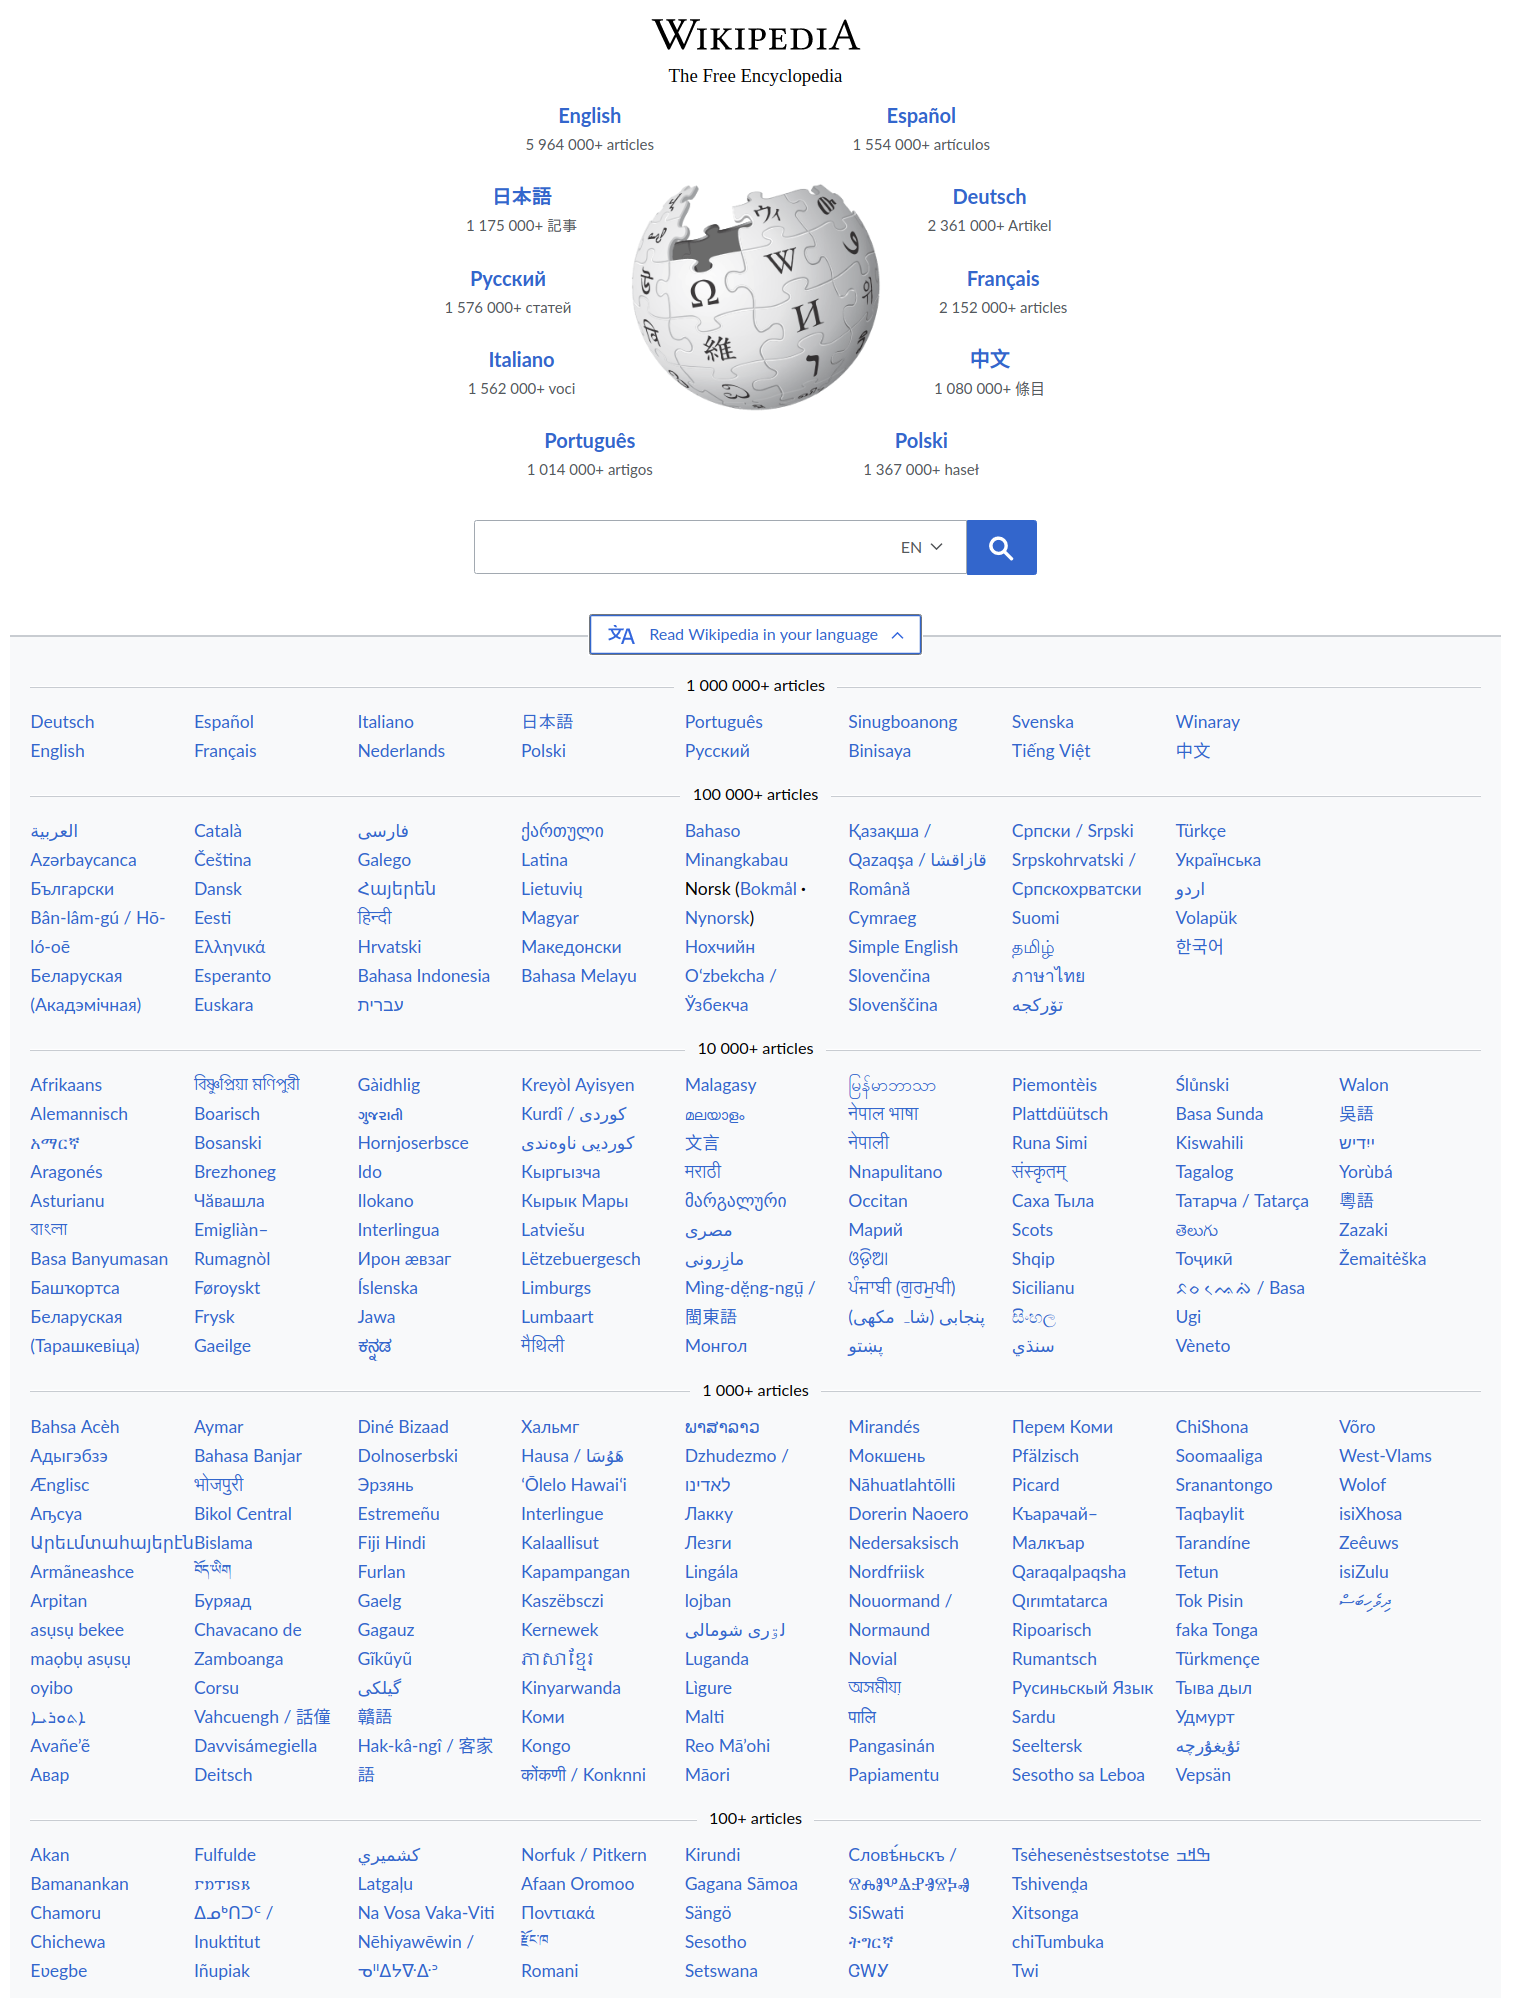 WIKIPEDIA
The Free Encyclopedia
English
5 964 000+ articles
Español
1 554 000+ artículos
日本語
1 175 000+ 記事
Deutsch
2 361 000+ Artikel
Русский
1 576 000+ статей
Français
2 152 000+ articles
Italiano
1 562 000+ voci
中文
1 080 000+ 條目
Português
1 014 000+ artigos
Polski
1 367 000+ haseł
Ω
W
И
維
ウィ
EN
Read Wikipedia in your language
1 000 000+ articles
Deutsch
English
Español
Français
Italiano
Nederlands
日本語
Polski
Português
Русский
Sinugboanong
Binisaya
Svenska
Tiếng Việt
Winaray
中文
100 000+ articles
العربية
Azərbaycanca
Български
Bân-lâm-gú / Hō-
ló-oē
Беларуская
(Акадэмічная)
Català
Čeština
Dansk
Eesti
Ελληνικά
Esperanto
Euskara
فارسی
Galego
Հայերեն
हिन्दी
Hrvatski
Bahasa Indonesia
עברית
ქართული
Latina
Lietuvių
Magyar
Македонски
Bahasa Melayu
Bahaso
Minangkabau
Norsk (Bokmål ·
Nynorsk)
Нохчийн
Oʻzbekcha /
Ўзбекча
Қазақша /
Qazaqşa / قازاقشا
Română
Cymraeg
Simple English
Slovenčina
Slovenščina
Српски / Srpski
Srpskohrvatski /
Српскохрватски
Suomi
தமிழ்
ภาษาไทย
تۆرکجه
Türkçe
Українська
اردو
Volapük
한국어
10 000+ articles
Afrikaans
Alemannisch
አማርኛ
Aragonés
Asturianu
বাংলা
Basa Banyumasan
Башҡортса
Беларуская
(Тарашкевіца)
বিষ্ণুপ্রিয়া মণিপুরী
Boarisch
Bosanski
Brezhoneg
Чӑвашла
Emigliàn–
Rumagnòl
Føroyskt
Frysk
Gaeilge
Gàidhlig
ગુજરાતી
Hornjoserbsce
Ido
Ilokano
Interlingua
Ирон æвзаг
Íslenska
Jawa
ಕನ್ನಡ
Kreyòl Ayisyen
Kurdî / كوردی
کوردیی ناوەندی
Кыргызча
Кырык Мары
Latviešu
Lëtzebuergesch
Limburgs
Lumbaart
मैथिली
Malagasy
മലയാളം
文言
मराठी
მარგალური
مصرى
مازِرونی
Mìng-dĕ̤ng-ngṳ̄ /
閩東語
Монгол
မြန်မာဘာသာ
नेपाल भाषा
नेपाली
Nnapulitano
Occitan
Марий
ଓଡି଼ଆ
ਪੰਜਾਬੀ (ਗੁਰਮੁਖੀ)
پنجابی (شاہ مکھی)
پښتو
Piemontèis
Plattdüütsch
Runa Simi
संस्कृतम्
Саха Тыла
Scots
Shqip
Sicilianu
සිංහල
سنڌي
Ślůnski
Basa Sunda
Kiswahili
Tagalog
Татарча / Tatarça
తెలుగు
Тоҷикӣ
ᨅᨔ ᨕᨙᨁᨗ / Basa
Ugi
Vèneto
Walon
吳語
ייִדיש
Yorùbá
粵語
Zazaki
Žemaitėška
1 000+ articles
Bahsa Acèh
Адыгэбзэ
Ænglisc
Аҧсуа
Արեւմտահայերէն
Armãneashce
Arpitan
asụsụ bekee
maọbụ asụsụ
oyibo
ܐܬܘܪܝܐ
Avañe’ẽ
Авар
Aymar
Bahasa Banjar
भोजपुरी
Bikol Central
Bislama
བོད་ཡིག
Буряад
Chavacano de
Zamboanga
Corsu
Vahcuengh / 話僮
Davvisámegiella
Deitsch
Diné Bizaad
Dolnoserbski
Эрзянь
Estremeñu
Fiji Hindi
Furlan
Gaelg
Gagauz
Gĩkũyũ
گیلکی
贛語
Hak-kâ-ngî / 客家
語
Хальмг
Hausa / هَوُسَا
ʻŌlelo Hawaiʻi
Interlingue
Kalaallisut
Kapampangan
Kaszëbsczi
Kernewek
ភាសាខ្មែរ
Kinyarwanda
Коми
Kongo
कोंकणी / Konknni
ພາສາລາວ
Dzhudezmo /
לאדינו
Лакку
Лезги
Lingála
lojban
لۊری شومالی
Luganda
Lìgure
Malti
Reo Mā’ohi
Māori
Mirandés
Мокшень
Nāhuatlahtōlli
Dorerin Naoero
Nedersaksisch
Nordfriisk
Nouormand /
Normaund
Novial
অসমীয়া
पालि
Pangasinán
Papiamentu
Перем Коми
Pfälzisch
Picard
Къарачай–
Малкъар
Qaraqalpaqsha
Qırımtatarca
Ripoarisch
Rumantsch
Русиньскый Язык
Sardu
Seeltersk
Sesotho sa Leboa
ChiShona
Soomaaliga
Sranantongo
Taqbaylit
Tarandíne
Tetun
Tok Pisin
faka Tonga
Türkmençe
Тыва дыл
Удмурт
ئۇيغۇرچه
Vepsän
Võro
West-Vlams
Wolof
isiXhosa
Zeêuws
isiZulu
ދިވެހިބަސް
100+ articles
Akan
Bamanankan
Chamoru
Chichewa
Eʋegbe
Fulfulde
𐌲𐌿𐍄𐌹𐍃𐌺
ᐃᓄᒃᑎᑐᑦ /
Inuktitut
Iñupiak
كشميري
Latgaļu
Na Vosa Vaka-Viti
Nēhiyawēwin /
ᓀᐦᐃᔭᐍᐏᐣ
Norfuk / Pitkern
Afaan Oromoo
Ποντιακά
རྫོང་ཁ
Romani
Kirundi
Gagana Sāmoa
Sängö
Sesotho
Setswana
Словѣ́ньскъ /
ⰔⰎⰑⰂⰡⰐⰠⰔⰍⰟ
SiSwati
ትግርኛ
ᏣᎳᎩ
Tsėhesenėstsestotse
Tshivenḓa
Xitsonga
chiTumbuka
Twi